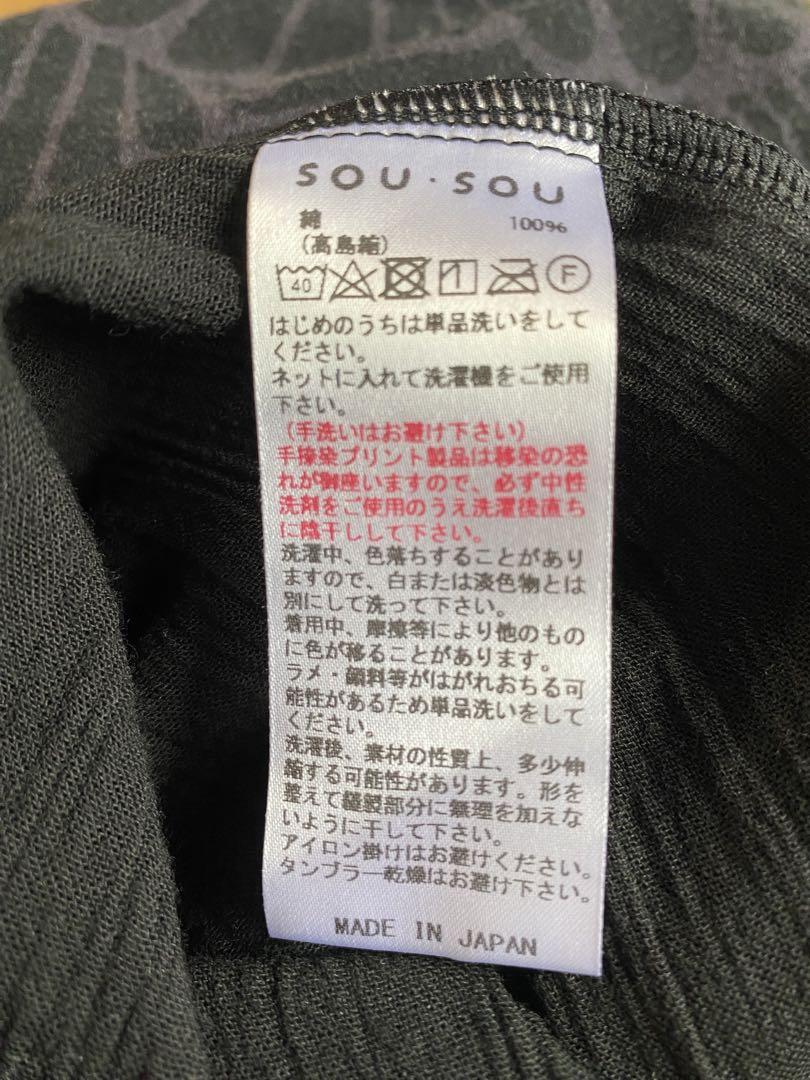 SOU・SOU
綿 100%
(高島縮)
40 1 F
はじめのうちは単品洗いをして
ください。
ネットに入れて洗濯機をご使用
下さい。
(手洗いはお避け下さい)
手捺染プリント製品は移染の恐
れが御座いますので、必ず中性
洗剤をご使用のうえ洗濯後直ち
に陰干しして下さい。
洗濯中、色落ちすることがあり
ますので、白または淡色物とは
別にして洗って下さい。
着用中、摩擦等により他のもの
に色が移ることがあります。
ラメ・顔料等がはがれおちる可
能性があるため単品洗いをして
ください。
洗濯後、素材の性質上、多少伸
縮する可能性があります。形を
整えて縫製部分に無理を加えな
いように干して下さい。
アイロン掛けはお避けください。
タンブラー乾燥はお避け下さい。
MADE IN JAPAN